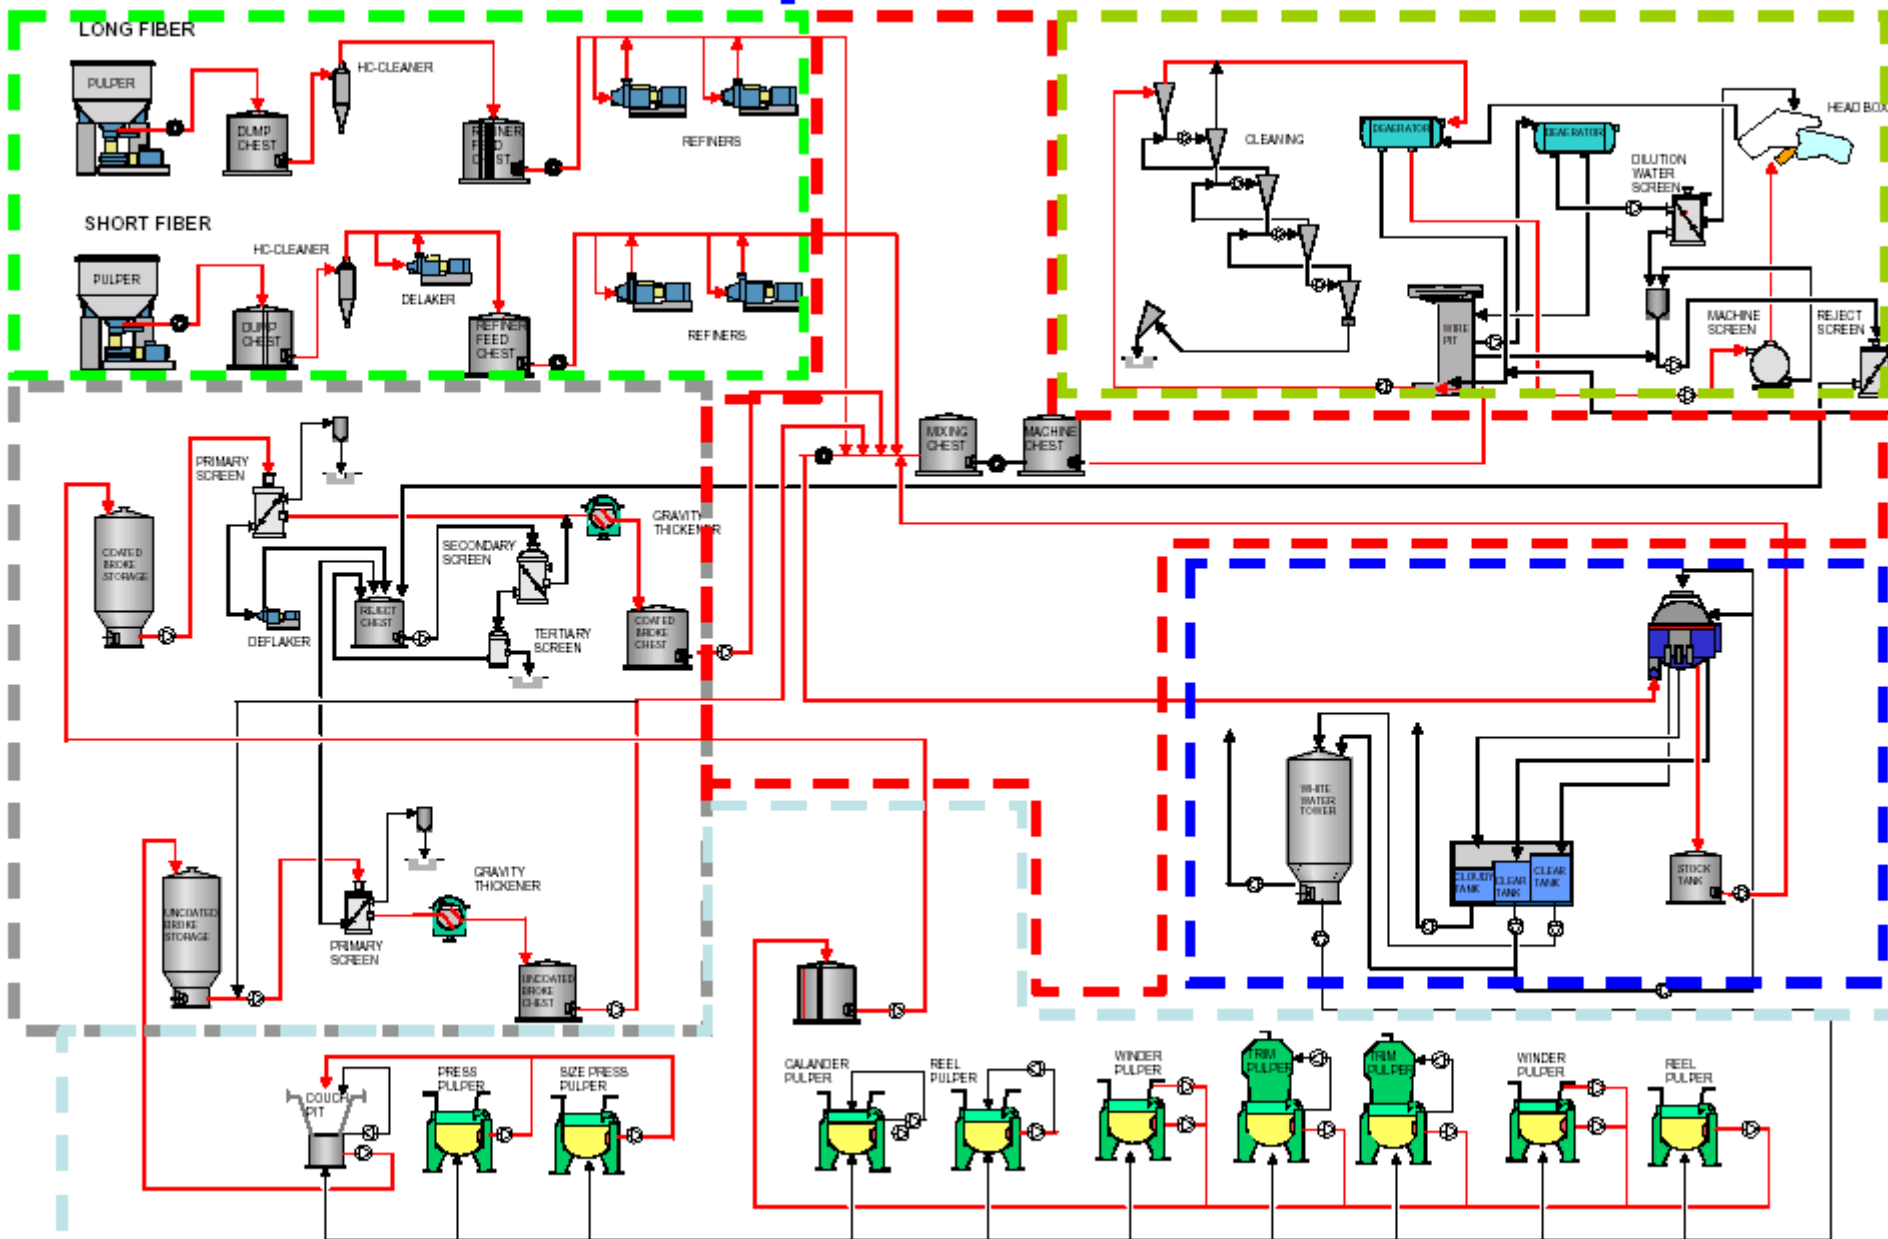 LONG FIBER
PULPER
HC-CLEANER
DUMP
CHEST
REFINER
FEED
CHEST
REFINERS
SHORT FIBER
PULPER
HC-CLEANER
DUMP
CHEST
DELAKER
REFINER
FEED
CHEST
REFINERS
CLEANING
DEAERATOR
DEAERATOR
HEAD BOX
DILUTION
WATER
SCREEN
WIRE
PIT
MACHINE
SCREEN
REJECT
SCREEN
MIXING
CHEST
MACHINE
CHEST
PRIMARY
SCREEN
COATED
BROKE
STORAGE
DEFLAKER
REJECT
CHEST
SECONDARY
SCREEN
TERTIARY
SCREEN
GRAVITY
THICKENER
COATED
BROKE
CHEST
UNCOATED
BROKE
STORAGE
PRIMARY
SCREEN
GRAVITY
THICKENER
UNCOATED
BROKE
CHEST
WHITE
WATER
TOWER
CLOUDY
TANK
CLEAR
TANK
CLEAR
TANK
STOCK
TANK
COUCH
PIT
PRESS
PULPER
SIZE PRESS
PULPER
CALANDER
PULPER
REEL
PULPER
WINDER
PULPER
TRIM
PULPER
TRIM
PULPER
WINDER
PULPER
REEL
PULPER